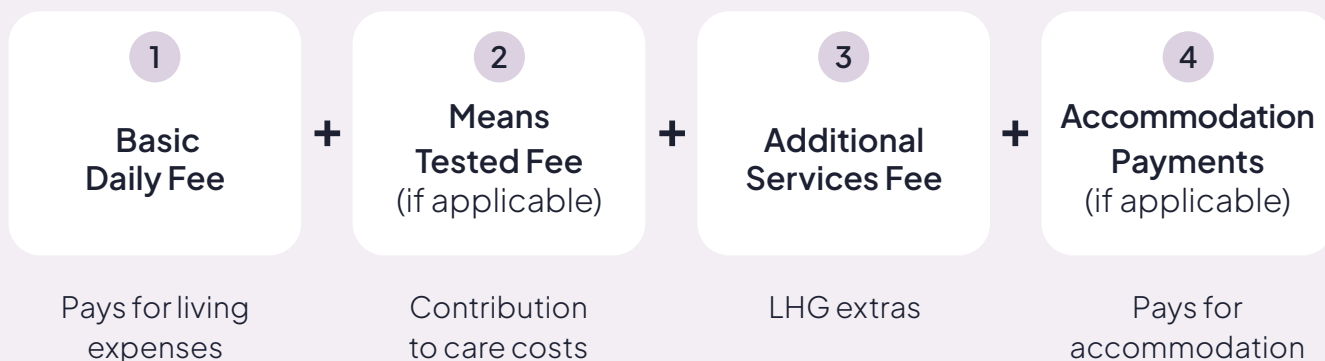 1
Basic
Daily Fee
+
2
Means
Tested Fee
(if applicable)
+
3
Additional
Services Fee
+
4
Accommodation
Payments
(if applicable)
Pays for living
expenses
Contribution
to care costs
LHG extras
Pays for
accommodation